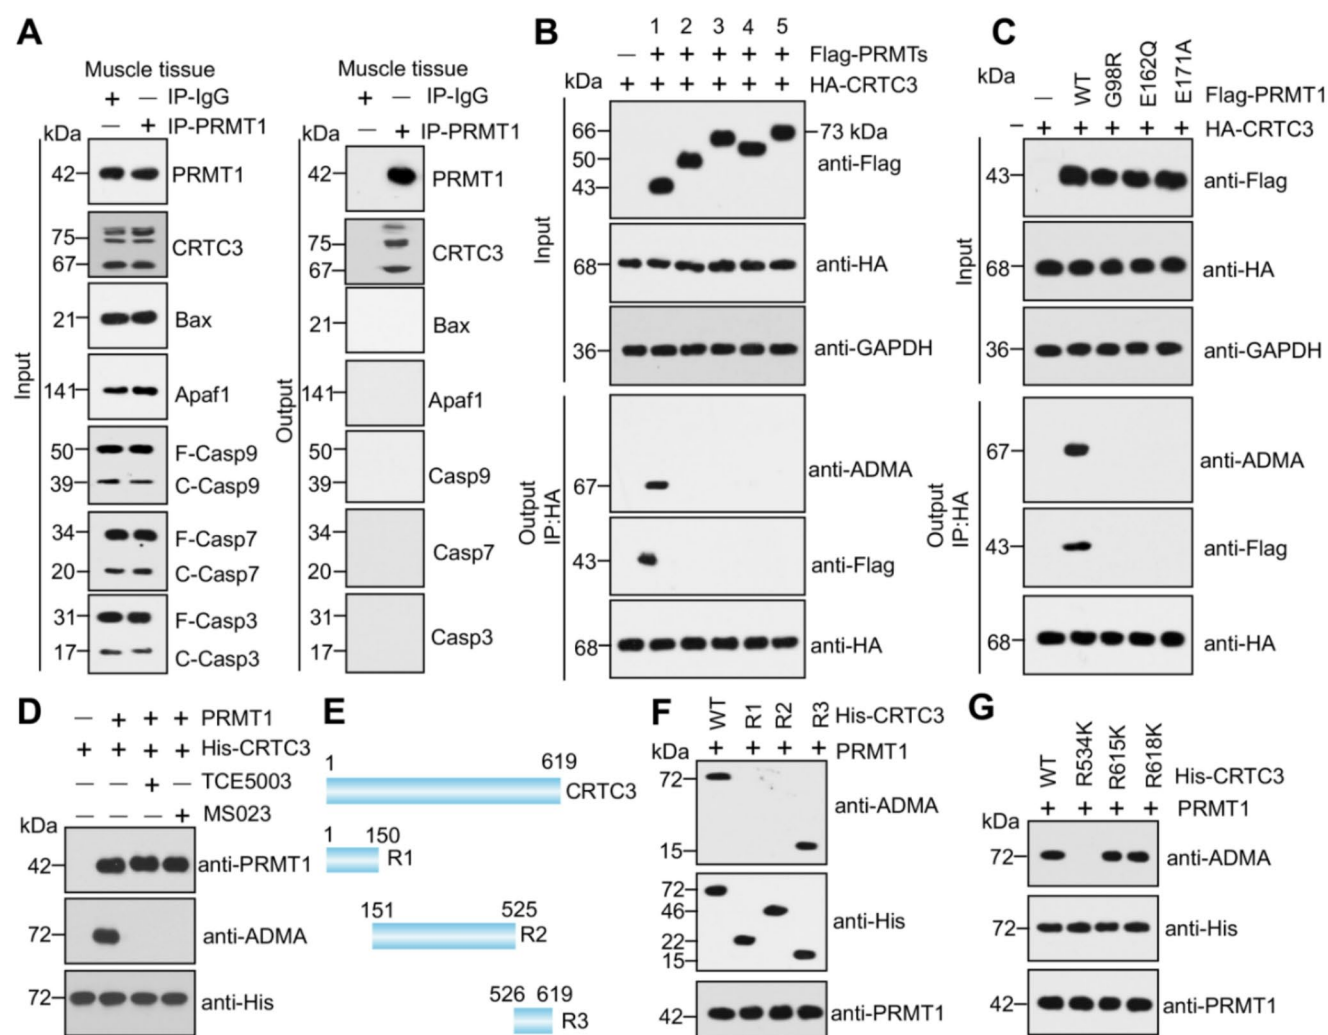 A
Muscle tissue
+ — IP-IgG
— + IP-PRMT1
kDa
42 PRMT1
75
CRTC3
67
21 Bax
141 Apaf1
50 F-Casp9
39 C-Casp9
34 F-Casp7
20 C-Casp7
31 F-Casp3
17 C-Casp3
Input
Muscle tissue
+ — IP-IgG
— + IP-PRMT1
kDa
42 PRMT1
75
CRTC3
67
21 Bax
141 Apaf1
50
Casp9
39
34
Casp7
20
31
Casp3
17
Output
B
1 2 3 4 5
— + + + + + Flag-PRMTs
kDa
+ + + + + + HA-CRTC3
66 73 kDa
50 anti-Flag
43
68 anti-HA
36 anti-GAPDH
Input
anti-ADMA
67
43 anti-Flag
68 anti-HA
Output
IP:HA
C
kDa
— WT G98R E162Q E171A Flag-PRMT1
— + + + + + HA-CRTC3
43 anti-Flag
68 anti-HA
36 anti-GAPDH
Input
67 anti-ADMA
43 anti-Flag
68 anti-HA
Output
IP:HA
D
— + + + PRMT1
+ + + + His-CRTC3
— — + — TCE5003
— — — + MS023
kDa
42 anti-PRMT1
72 anti-ADMA
72 anti-His
E
1 619
CRTC3
1 150
R1
151 525
R2
526 619
R3
F
WT R1 R2 R3 His-CRTC3
kDa
+ + + + PRMT1
72
anti-ADMA
15
72
46
anti-His
22
15
42 anti-PRMT1
G
WT R534K R615K R618K His-CRTC3
+ + + + PRMT1
kDa
72 anti-ADMA
72 anti-His
42 anti-PRMT1